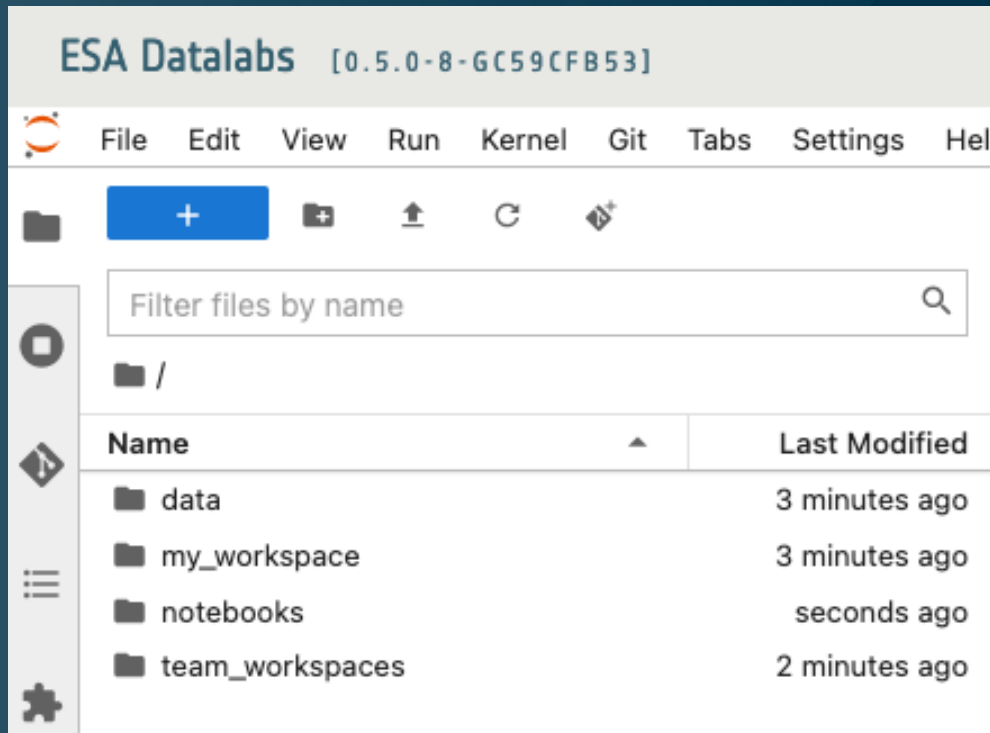 ESA Datalabs [0.5.0-8-GC59CFB53]
File Edit View Run Kernel Git Tabs Settings Hel
Filter files by name
/
Name Last Modified
data 3 minutes ago
my_workspace 3 minutes ago
notebooks seconds ago
team_workspaces 2 minutes ago